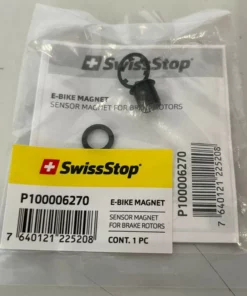 SwissStop®
E-BIKE MAGNET
SENSOR MAGNET FOR BRAKE ROTORS
SwissStop®
P100006270
7 640121 225208
E-BIKE MAGNET
SENSOR MAGNET
FOR BRAKE ROTORS
CONT. 1 PC
P100006270
7 640121 225208